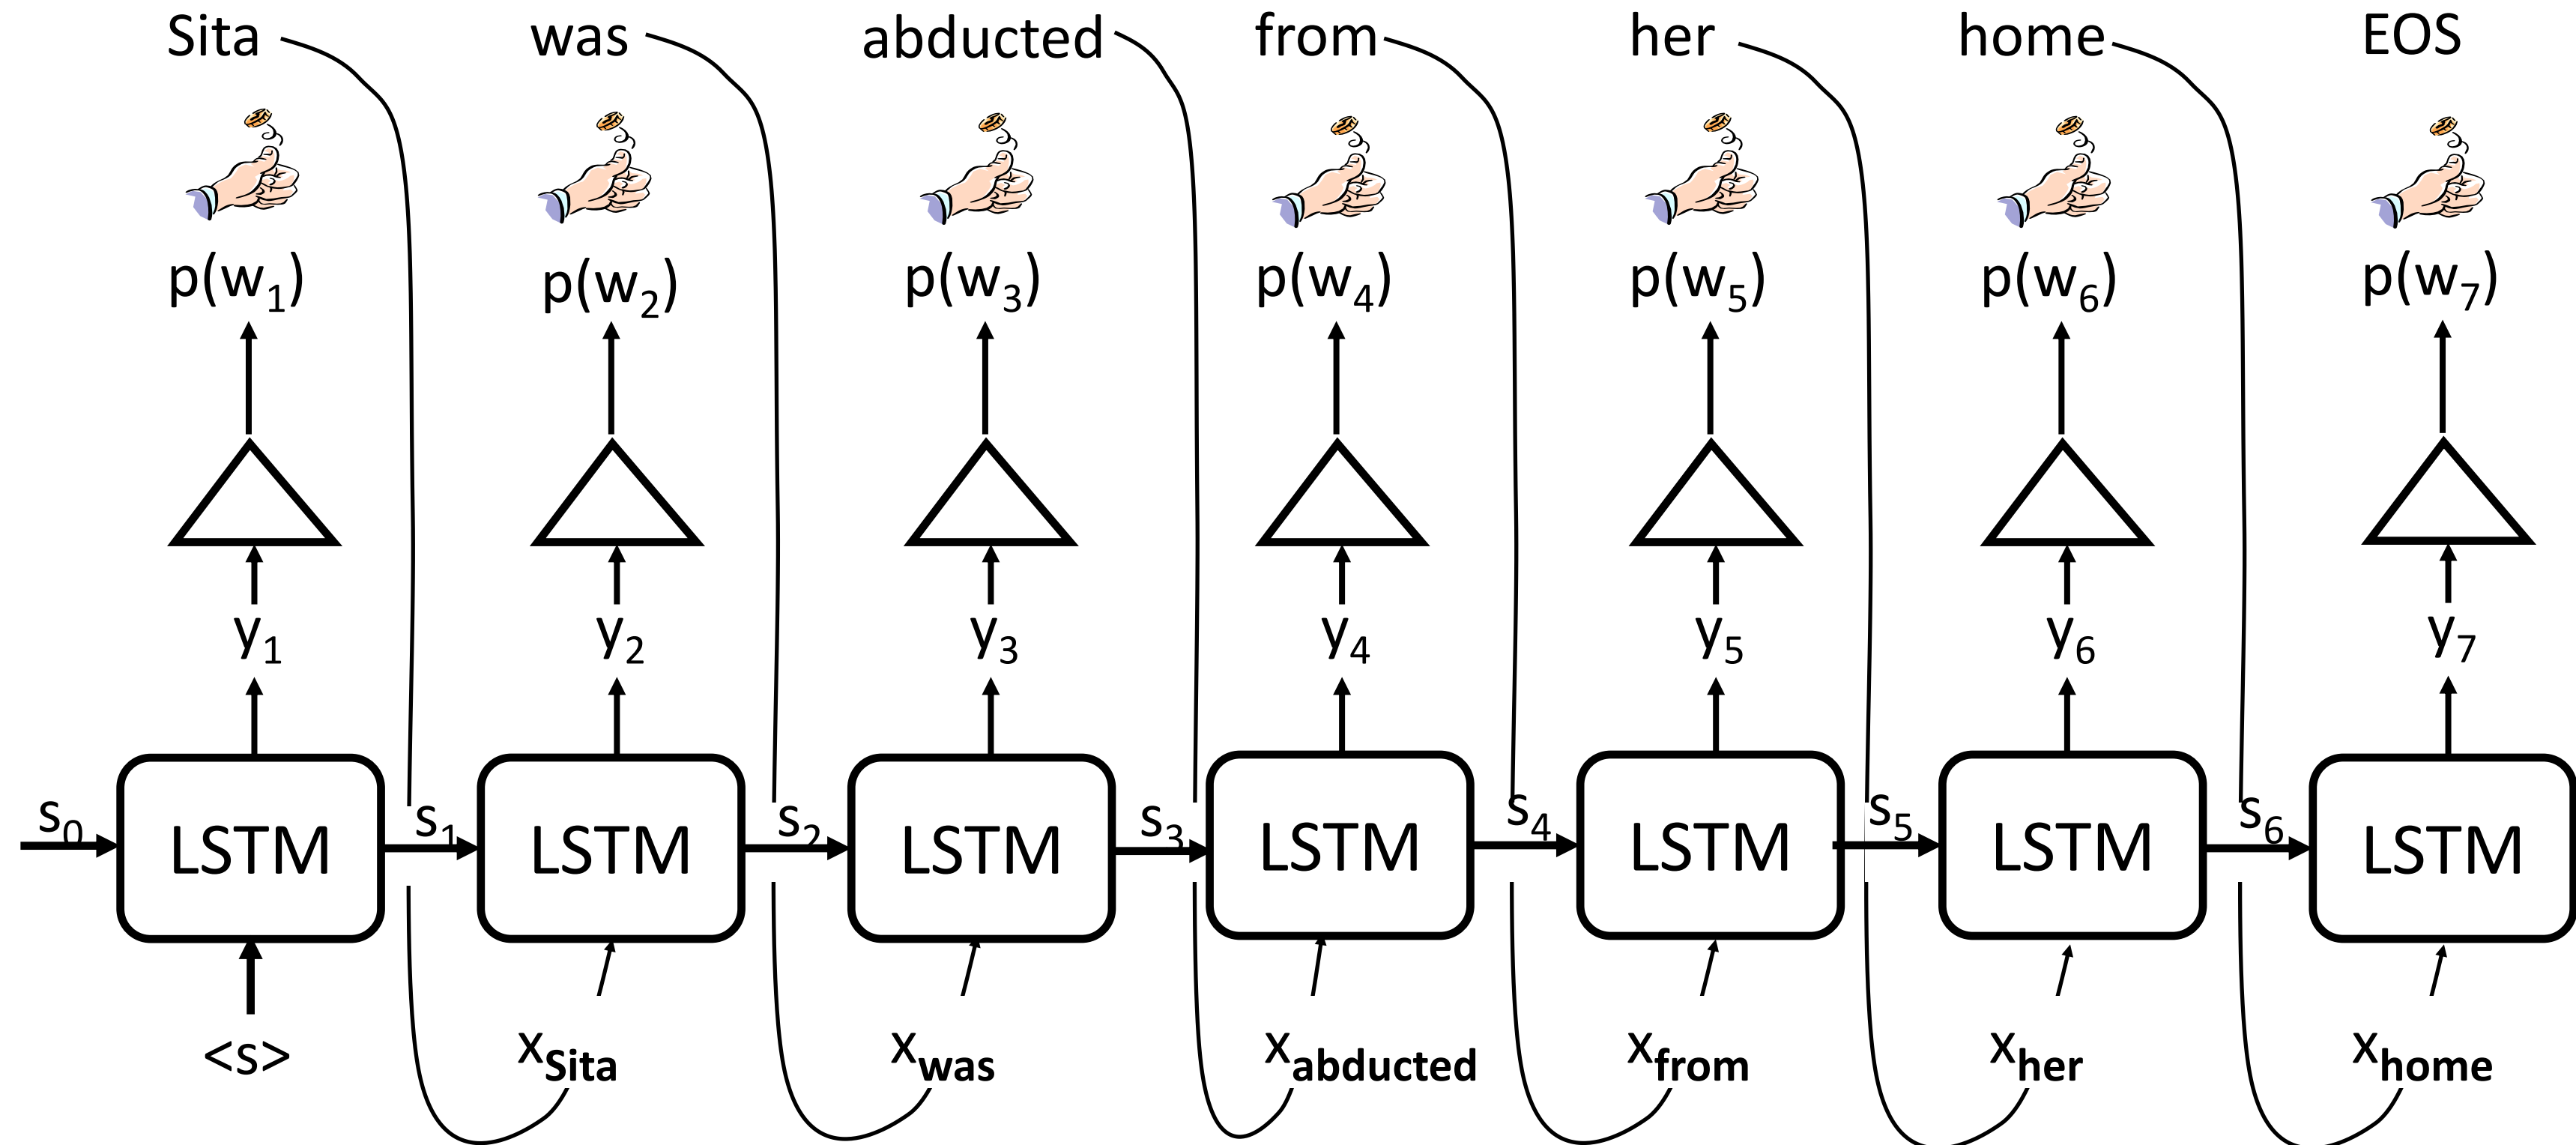 Sita was abducted from her home EOS
p(w₁) p(w₂) p(w₃) p(w₄) p(w₅) p(w₆) p(w₇)
y₁ y₂ y₃ y₄ y₅ y₆ y₇
s₀ s₁ s₂ s₃ s₄ s₅ s₆
LSTM LSTM LSTM LSTM LSTM LSTM LSTM
<s> xSita xwas xabducted xfrom xher xhome